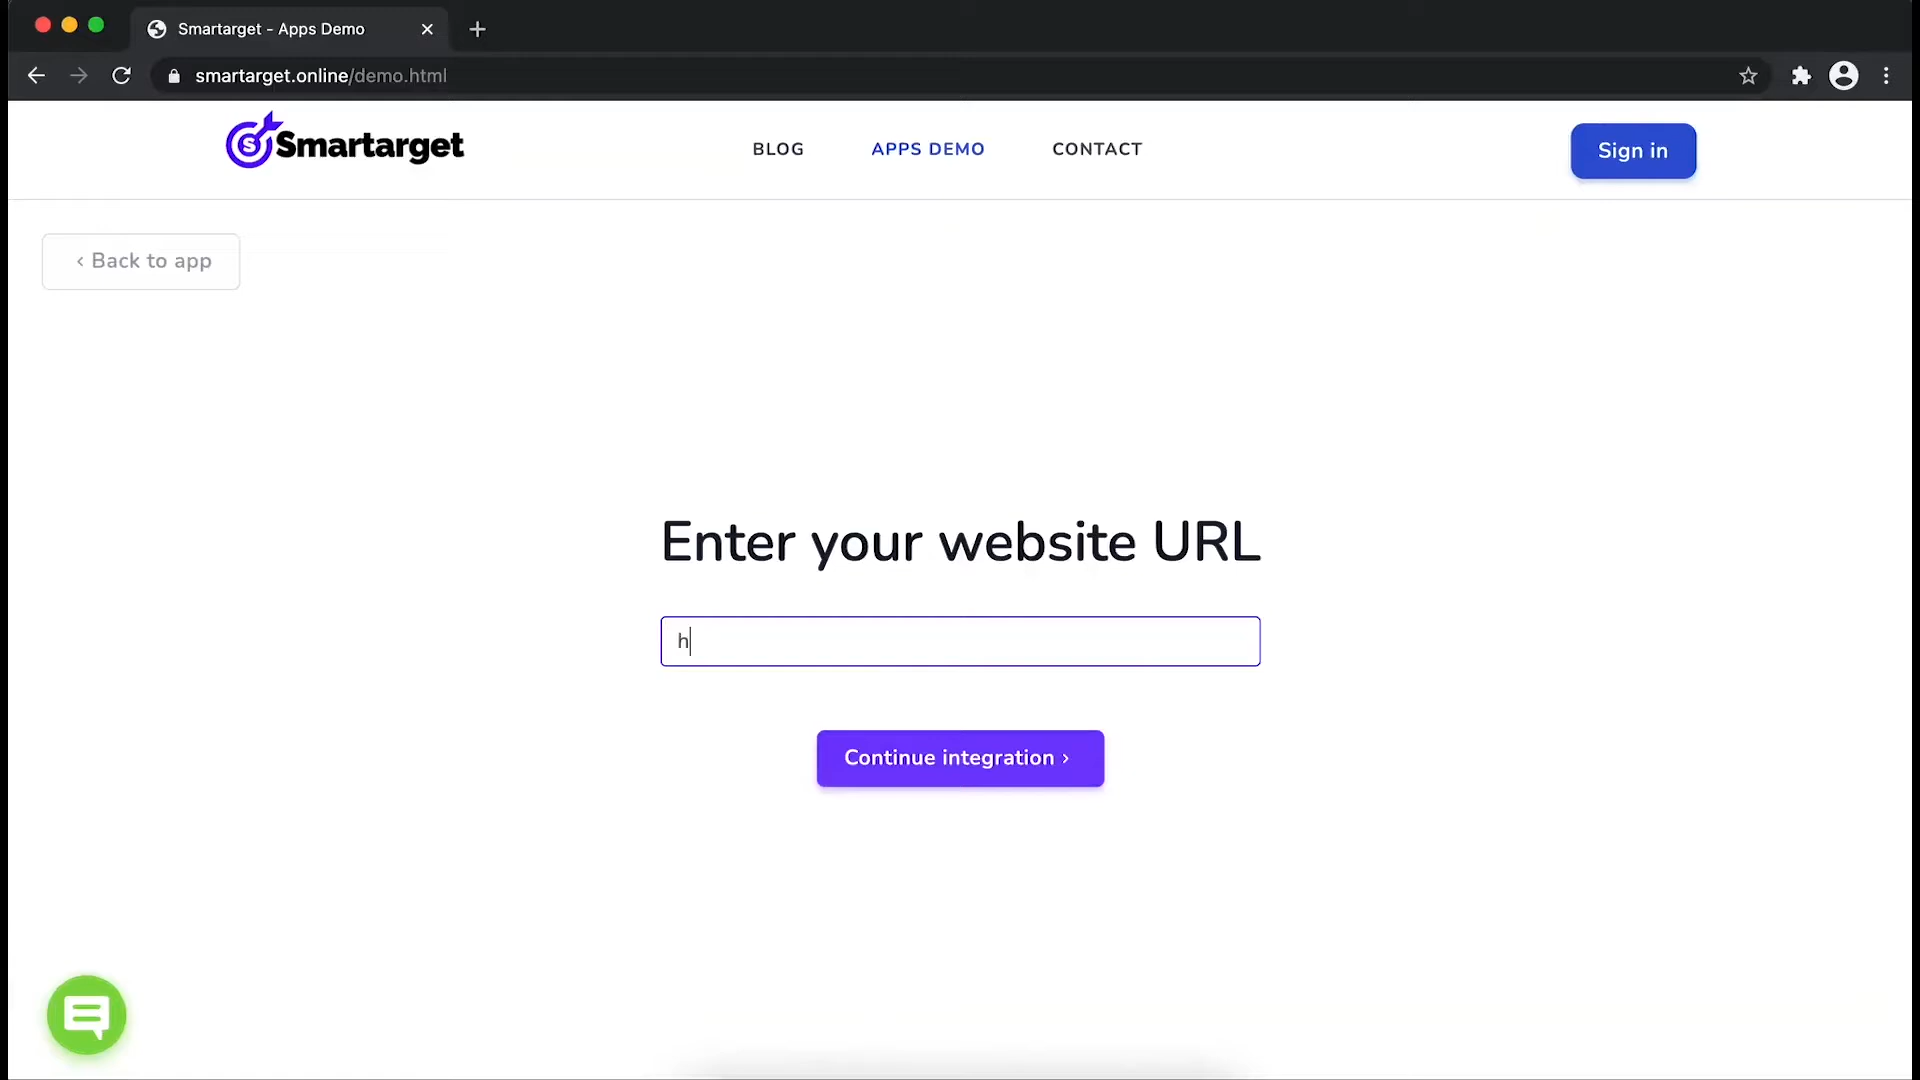 Smartarget - Apps Demo
smartarget.online/demo.html
Smartarget
BLOG
APPS DEMO
CONTACT
Sign in
‹ Back to app
Enter your website URL
h
Continue integration ›